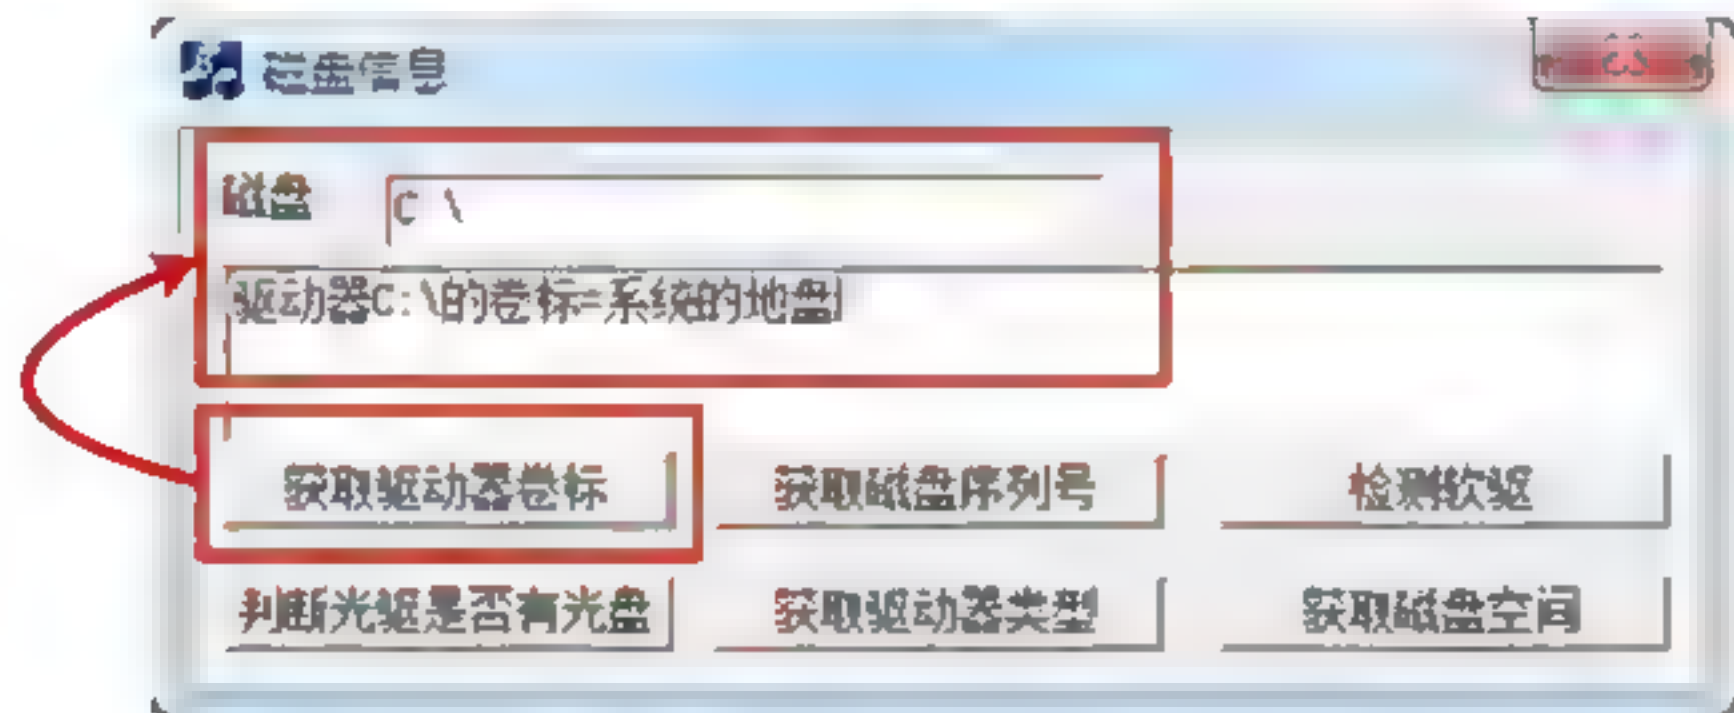 磁盘信息
磁盘 C \
驱动器C:\的卷标=系统的地盘
获取驱动器卷标 获取磁盘序列号 检测软驱
判断光驱是否有光盘 获取驱动器类型 获取磁盘空间